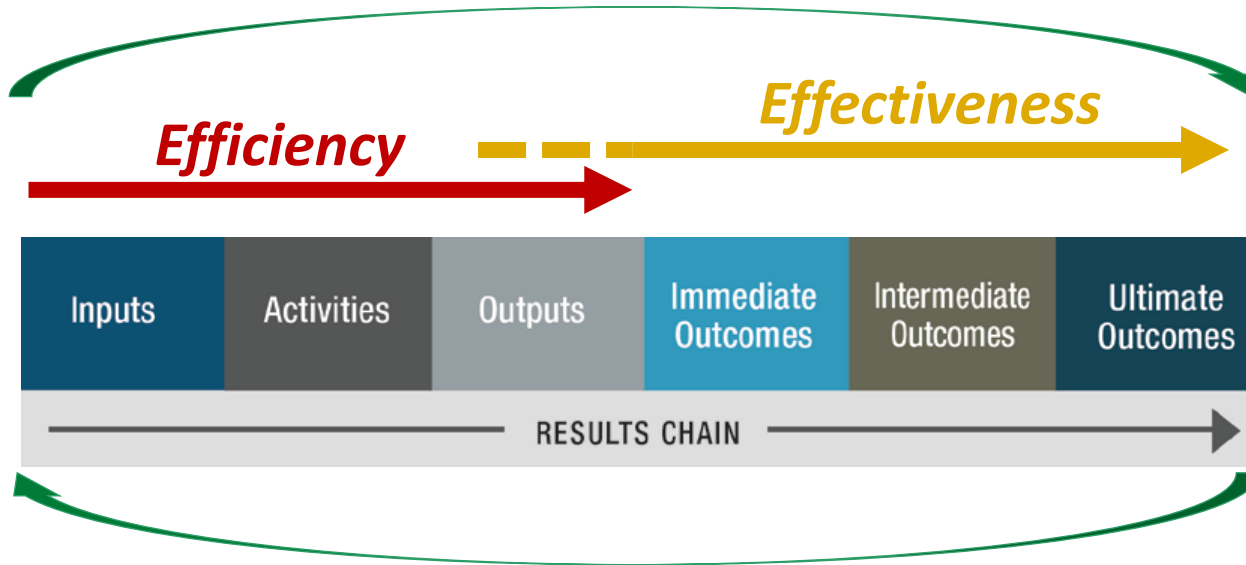 Effectiveness
Efficiency
Inputs
Activities
Outputs
Immediate
Outcomes
Intermediate
Outcomes
Ultimate
Outcomes
RESULTS CHAIN